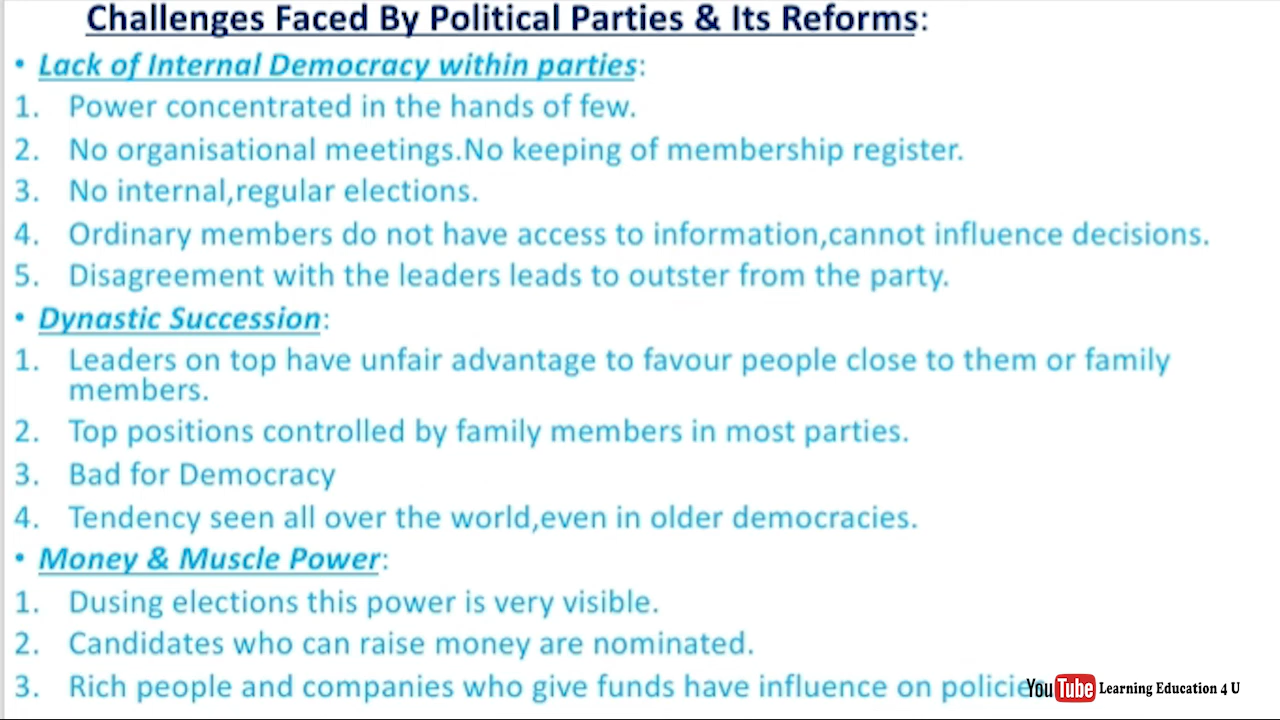 Challenges Faced By Political Parties & Its Reforms:
• Lack of Internal Democracy within parties:
1. Power concentrated in the hands of few.
2. No organisational meetings.No keeping of membership register.
3. No internal,regular elections.
4. Ordinary members do not have access to information,cannot influence decisions.
5. Disagreement with the leaders leads to outster from the party.
• Dynastic Succession:
1. Leaders on top have unfair advantage to favour people close to them or family
members.
2. Top positions controlled by family members in most parties.
3. Bad for Democracy
4. Tendency seen all over the world,even in older democracies.
• Money & Muscle Power:
1. Dusing elections this power is very visible.
2. Candidates who can raise money are nominated.
3. Rich people and companies who give funds have influence on policies
YouTube Learning Education 4 U